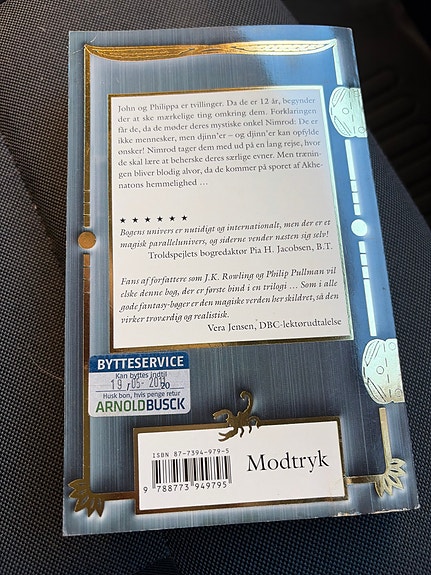 John og Philippa er tvillinger. Da de er 12 år, begynder
der at ske mærkelige ting omkring dem. Forklaringen
får de, da de møder deres mystiske onkel Nimrod: De er
ikke mennesker, men djinn'er – og djinn'er kan opfylde
ønsker! Nimrod tager dem med ud på en lang rejse, hvor
de skal lære at beherske deres særlige evner. Men trænin-
gen bliver blodig alvor, da de kommer på sporet af Akhe-
natons hemmelighed ...
★ ★ ★ ★ ★ ★
Bogens univers er nutidigt og internationalt, men der er et
magisk parallelunivers, og siderne vender næsten sig selv!
Troldspejlets bogredaktør Pia H. Jacobsen, B.T.
Fans af forfattere som J.K. Rowling og Philip Pullman vil
elske denne bog, der er første bind i en trilogi ... Som i alle
gode fantasy-bøger er den magiske verden her skildret, så den
virker troværdig og realistisk.
Vera Jensen, DBC-lektørudtalelse
BYTTESERVICE
Kan byttes indtil
19 -05-
Husk bon, hvis penge retur
ARNOLDBUSCK
ISBN 87-7394-979-5
9 788773 949795
Modtryk